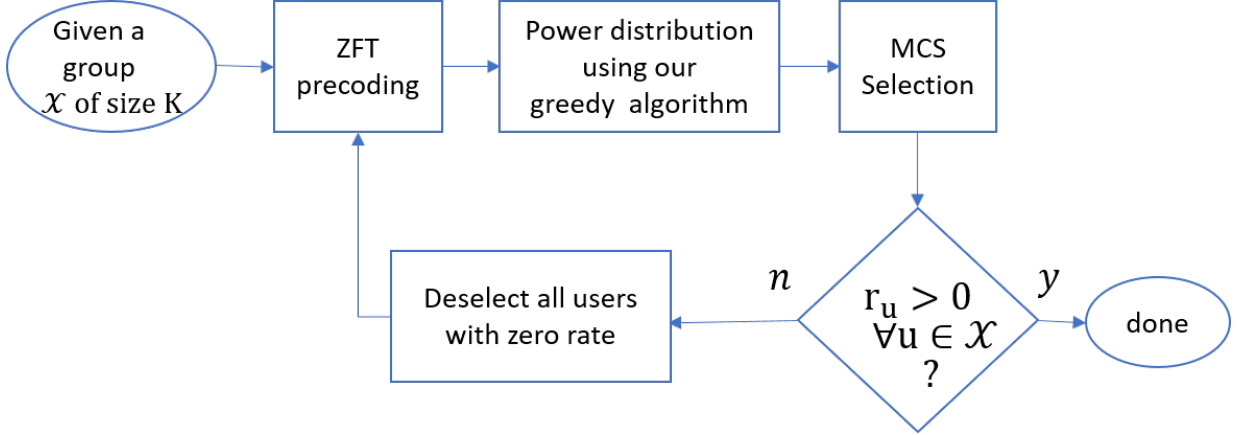 Given a
group
𝒳 of size K
ZFT
precoding
Power distribution
using our
greedy algorithm
MCS
Selection
n
r_u > 0
∀u ∈ 𝒳
?
y
Deselect all users
with zero rate
done